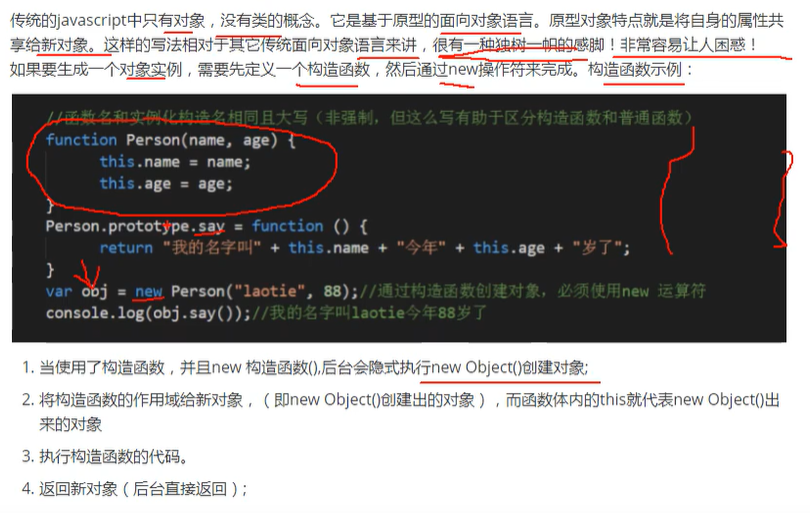 传统的javascript中只有对象，没有类的概念。它是基于原型的面向对象语言。原型对象特点就是将自身的属性共
享给新对象。这样的写法相对于其它传统面向对象语言来讲，很有一种独树一帜的感脚！非常容易让人困惑！
如果要生成一个对象实例，需要先定义一个构造函数，然后通过new操作符来完成。构造函数示例：
//函数名和实例化构造名相同且大写（非强制，但这么写有助于区分构造函数和普通函数）
function Person(name, age) {
this.name = name;
this.age = age;
}
Person.prototype.say = function () {
return "我的名字叫" + this.name + "今年" + this.age + "岁了";
}
var obj = new Person("laotie", 88);//通过构造函数创建对象，必须使用new 运算符
console.log(obj.say());//我的名字叫laotie今年88岁了
1. 当使用了构造函数，并且new 构造函数(),后台会隐式执行new Object()创建对象;
2. 将构造函数的作用域给新对象，（即new Object()创建出的对象），而函数体内的this就代表new Object()出
来的对象
3. 执行构造函数的代码。
4. 返回新对象（后台直接返回）;